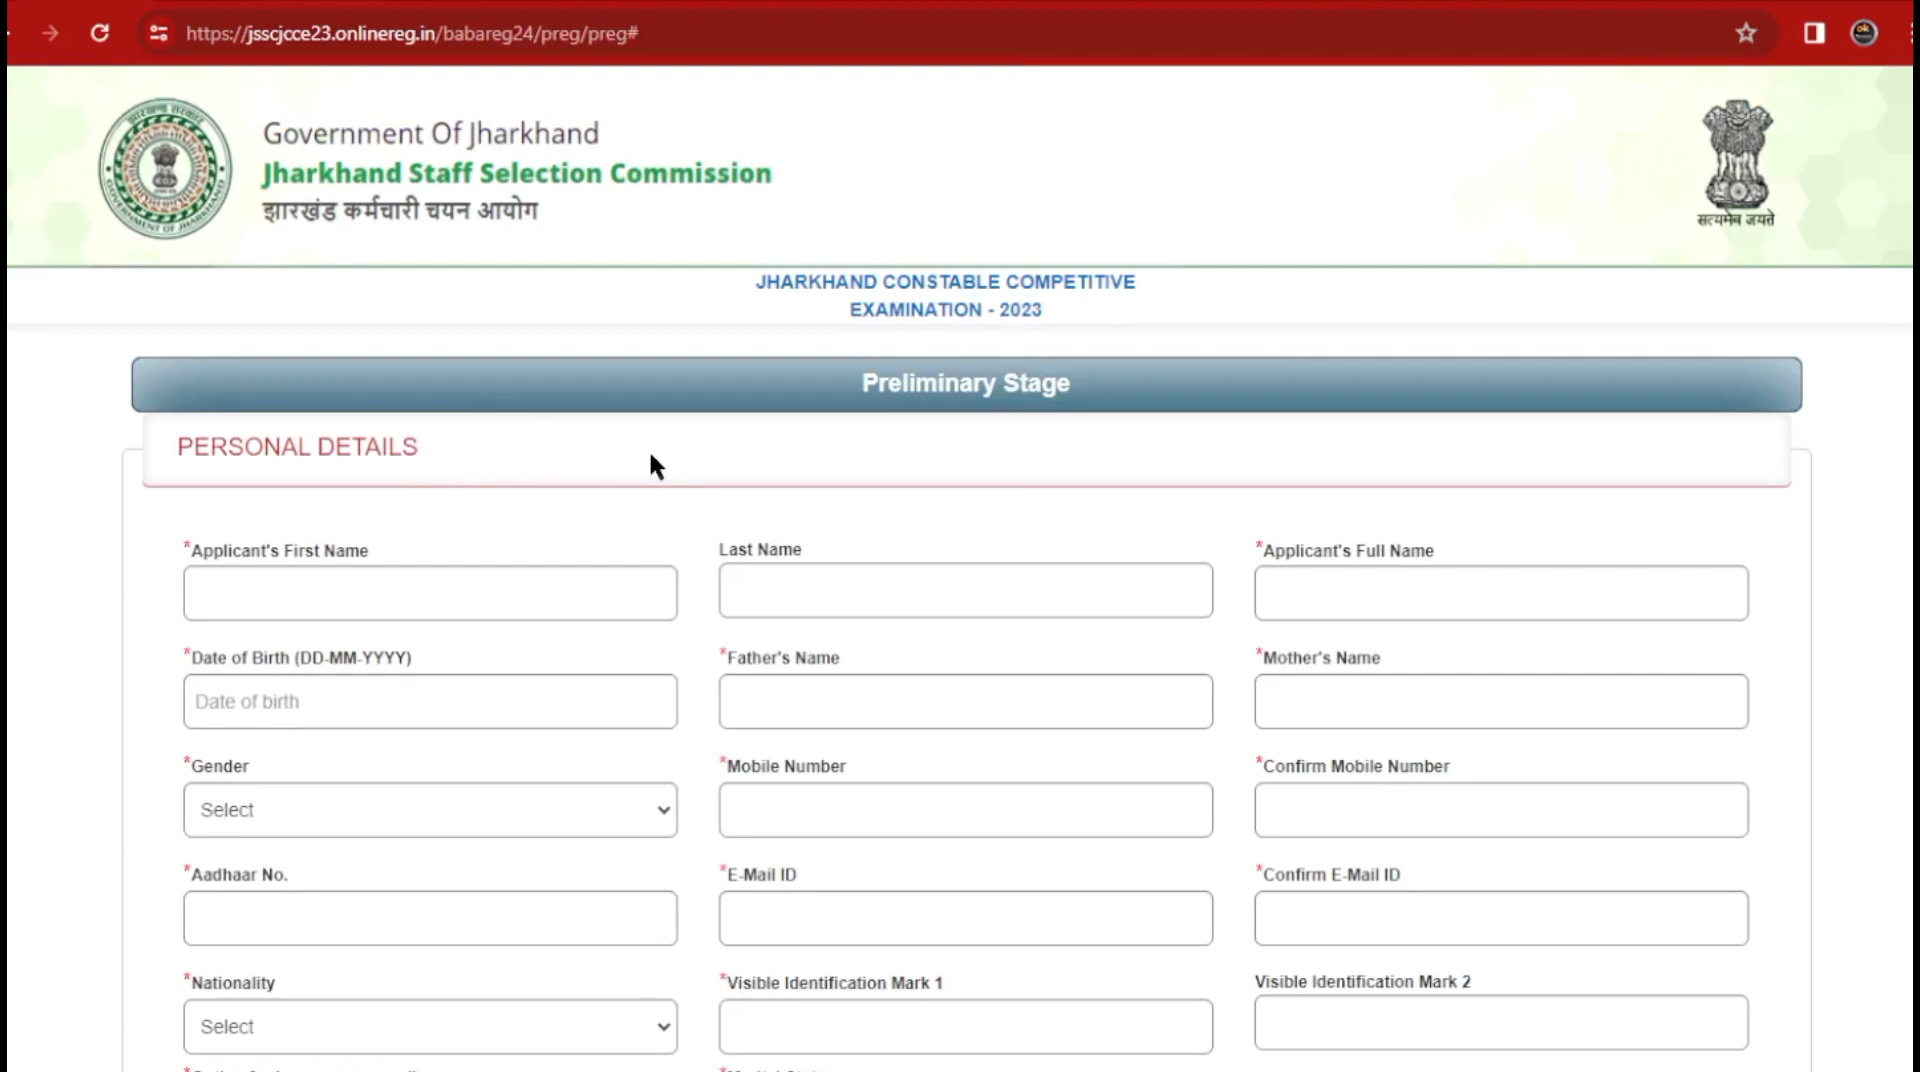 https://jsscjcce23.onlinereg.in/babareg24/preg/preg#
Government Of Jharkhand
Jharkhand Staff Selection Commission
झारखंड कर्मचारी चयन आयोग
सत्यमेव जयते
JHARKHAND CONSTABLE COMPETITIVE
EXAMINATION - 2023
Preliminary Stage
PERSONAL DETAILS
*Applicant's First Name
Last Name
*Applicant's Full Name
*Date of Birth (DD-MM-YYYY)
*Father's Name
*Mother's Name
Date of birth
*Gender
*Mobile Number
*Confirm Mobile Number
Select
*Aadhaar No.
*E-Mail ID
*Confirm E-Mail ID
*Nationality
*Visible Identification Mark 1
Visible Identification Mark 2
Select